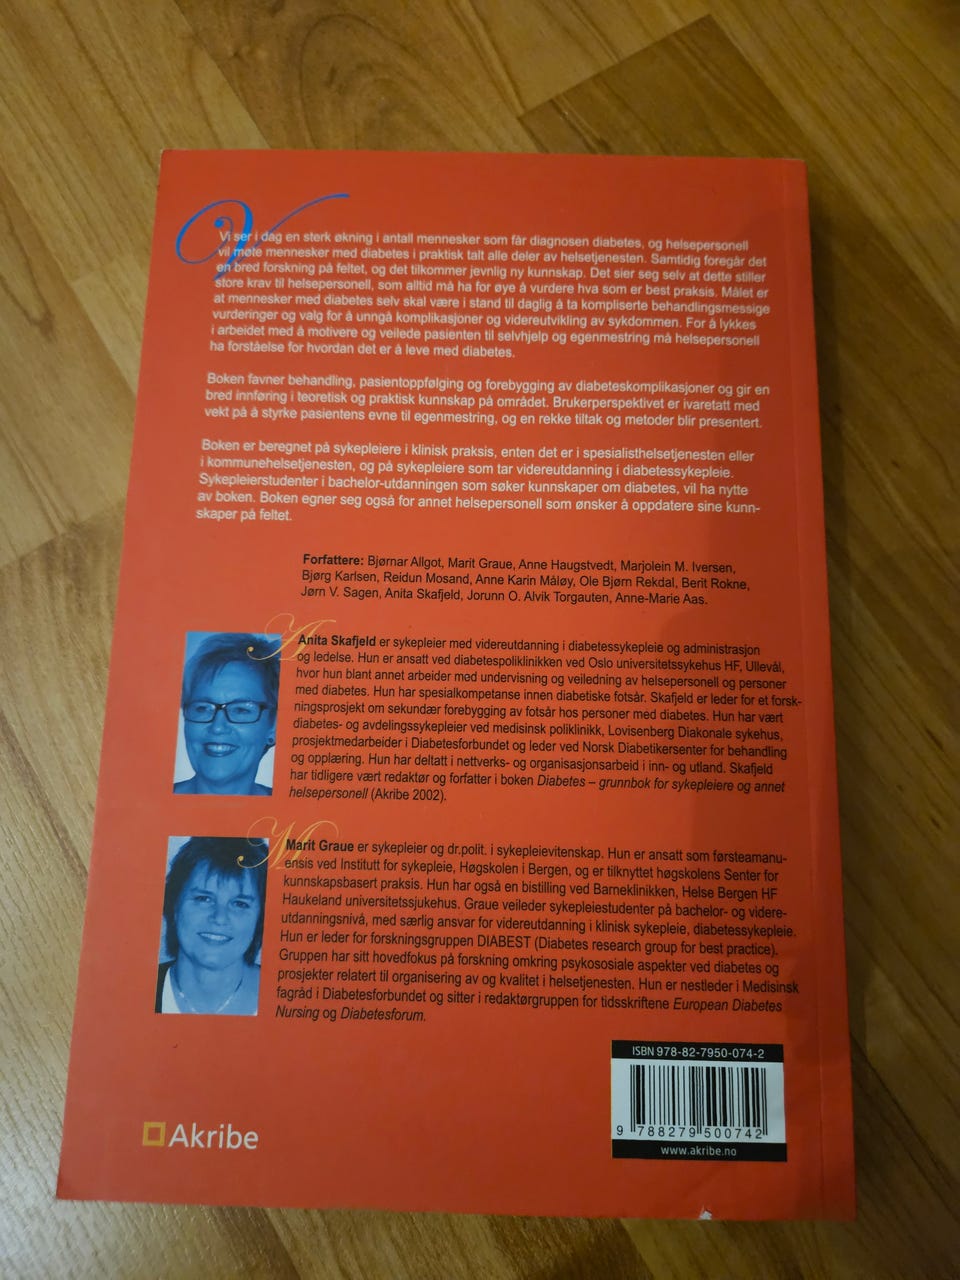 Vi ser i dag en sterk økning i antall mennesker som får diagnosen diabetes, og helsepersonell
vil møte mennesker med diabetes i praktisk talt alle deler av helsetjenesten. Samtidig foregår det
en bred forskning på feltet, og det tilkommer jevnlig ny kunnskap. Det sier seg selv at dette stiller
store krav til helsepersonell, som alltid må ha for øye å vurdere hva som er best praksis. Målet er
at mennesker med diabetes selv skal være i stand til daglig å ta kompliserte behandlingsmessige
vurderinger og valg for å unngå komplikasjoner og videreutvikling av sykdommen. For å lykkes
i arbeidet med å motivere og veilede pasienten til selvhjelp og egenmestring må helsepersonell
ha forståelse for hvordan det er å leve med diabetes.
Boken favner behandling, pasientoppfølging og forebygging av diabeteskomplikasjoner og gir en
bred innføring i teoretisk og praktisk kunnskap på området. Brukerperspektivet er ivaretatt med
vekt på å styrke pasientens evne til egenmestring, og en rekke tiltak og metoder blir presentert.
Boken er beregnet på sykepleiere i klinisk praksis, enten det er i spesialisthelsetjenesten eller
i kommunehelsetjenesten, og på sykepleiere som tar videreutdanning i diabetessykepleie.
Sykepleierstudenter i bachelor-utdanningen som søker kunnskaper om diabetes, vil ha nytte
av boken. Boken egner seg også for annet helsepersonell som ønsker å oppdatere sine kunn-
skaper på feltet.
Forfattere: Bjørnar Allgot, Marit Graue, Anne Haugstvedt, Marjolein M. Iversen,
Bjørg Karlsen, Reidun Mosand, Anne Karin Måløy, Ole Bjørn Rekdal, Berit Rokne,
Jørn V. Sagen, Anita Skafjeld, Jorunn O. Alvik Torgauten, Anne-Marie Aas.
Anita Skafjeld er sykepleier med videreutdanning i diabetessykepleie og administrasjon
og ledelse. Hun er ansatt ved diabetespoliklinikken ved Oslo universitetssykehus HF, Ullevål,
hvor hun blant annet arbeider med undervisning og veiledning av helsepersonell og personer
med diabetes. Hun har spesialkompetanse innen diabetiske fotsår. Skafjeld er leder for et forsk-
ningsprosjekt om sekundær forebygging av fotsår hos personer med diabetes. Hun har vært
diabetes- og avdelingssykepleier ved medisinsk poliklinikk, Lovisenberg Diakonale sykehus,
prosjektmedarbeider i Diabetesforbundet og leder ved Norsk Diabetikersenter for behandling
og opplæring. Hun har deltatt i nettverks- og organisasjonsarbeid i inn- og utland. Skafjeld
har tidligere vært redaktør og forfatter i boken Diabetes – grunnbok for sykepleiere og annet
helsepersonell (Akribe 2002).
Marit Graue er sykepleier og dr.polit. i sykepleievitenskap. Hun er ansatt som førsteamanu-
ensis ved Institutt for sykepleie, Høgskolen i Bergen, og er tilknyttet høgskolens Senter for
kunnskapsbasert praksis. Hun har også en bistilling ved Barneklinikken, Helse Bergen HF
Haukeland universitetssjukehus. Graue veileder sykepleiestudenter på bachelor- og videre-
utdanningsnivå, med særlig ansvar for videreutdanning i klinisk sykepleie, diabetessykepleie.
Hun er leder for forskningsgruppen DIABEST (Diabetes research group for best practice).
Gruppen har sitt hovedfokus på forskning omkring psykososiale aspekter ved diabetes og
prosjekter relatert til organisering av og kvalitet i helsetjenesten. Hun er nestleder i Medisinsk
fagråd i Diabetesforbundet og sitter i redaktørgruppen for tidsskriftene European Diabetes
Nursing og Diabetesforum.
ISBN 978-82-7950-074-2
9 788279 500742
www.akribe.no
Akribe